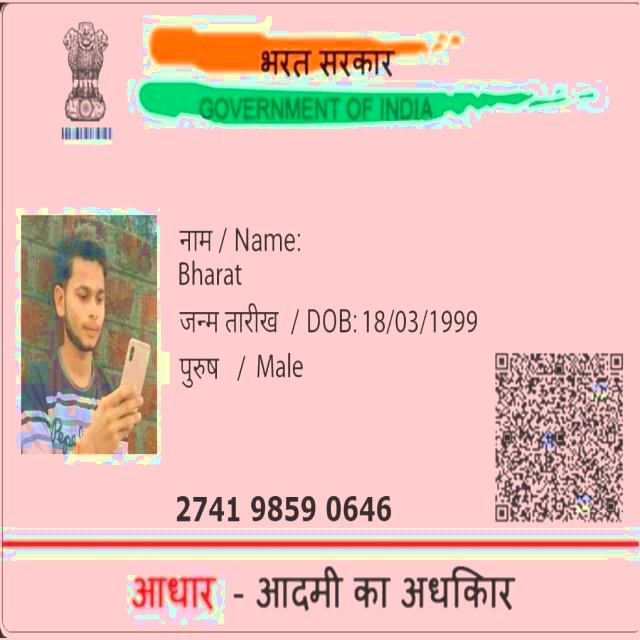 भरत सरकार
GOVERNMENT OF INDIA
नाम / Name:
Bharat
जन्म तारीख / DOB: 18/03/1999
पुरुष / Male
2741 9859 0646
आधार - आदमी का अधकिार